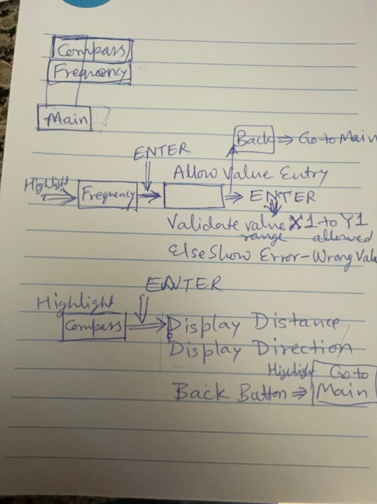 Compass
Frequency
Main
Back ⇒ Go to Main
ENTER
Allow Value Entry
Highlight
Frequency ⇒ ⇒ ENTER
Validate value X1 to Y1
range allowed
Else Show Error-Wrong Val
ENTER
Highlight
Compass ⇒ Display Distance
Display Direction
Highlight Go to
Back Button ⇒ Main